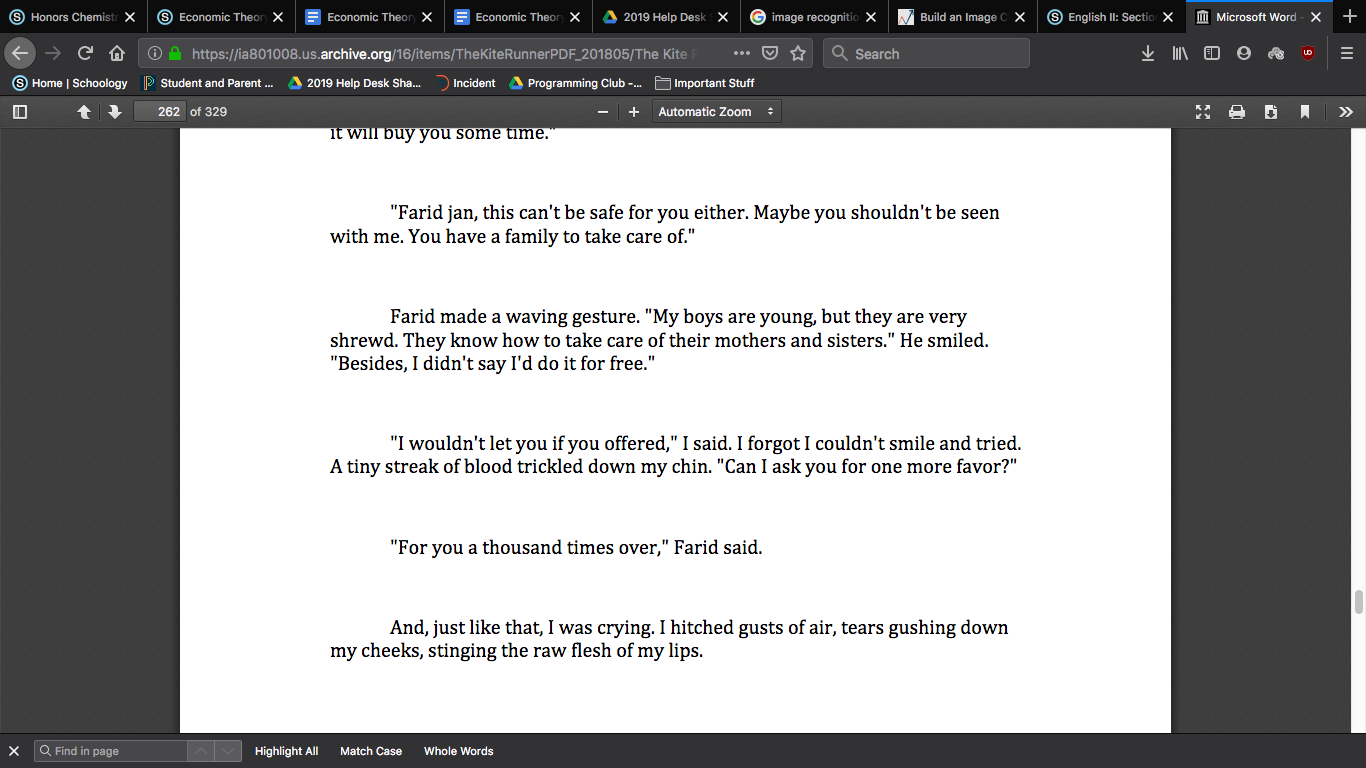 Honors Chemist
Economic Theor
Economic Theor
Economic Theor
2019 Help Desk S
image recognitio
Build an Image C
English II: Sectio
Microsoft Word -
https://ia801008.us.archive.org/16/items/TheKiteRunnerPDF_201805/The Kite R
Search
Home | Schoology
Student and Parent ...
2019 Help Desk Sha...
Incident
Programming Club -...
Important Stuff
262 of 329
Automatic Zoom
it will buy you some time."
"Farid jan, this can't be safe for you either. Maybe you shouldn't be seen
with me. You have a family to take care of."
Farid made a waving gesture. "My boys are young, but they are very
shrewd. They know how to take care of their mothers and sisters." He smiled.
"Besides, I didn't say I'd do it for free."
"I wouldn't let you if you offered," I said. I forgot I couldn't smile and tried.
A tiny streak of blood trickled down my chin. "Can I ask you for one more favor?"
"For you a thousand times over," Farid said.
And, just like that, I was crying. I hitched gusts of air, tears gushing down
my cheeks, stinging the raw flesh of my lips.
Find in page
Highlight All
Match Case
Whole Words